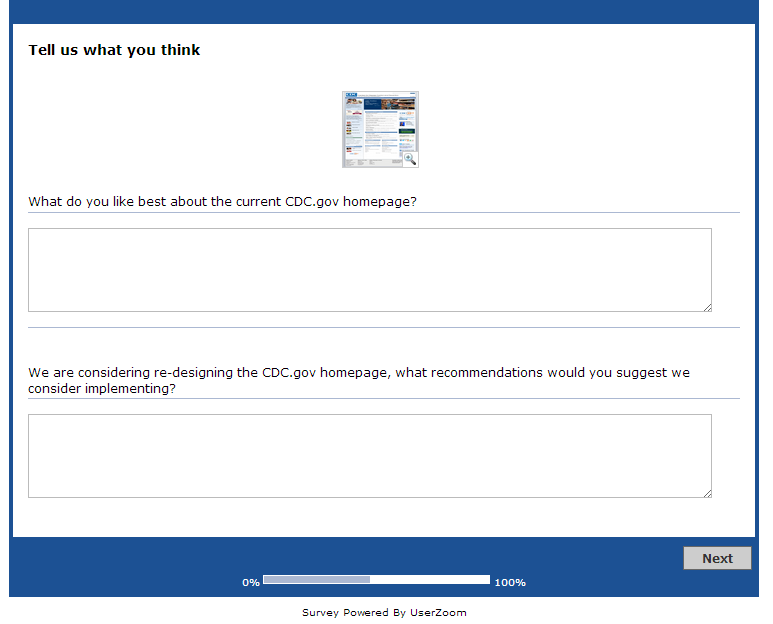 Tell us what you think
What do you like best about the current CDC.gov homepage?
We are considering re-designing the CDC.gov homepage, what recommendations would you suggest we
consider implementing?
Next
0% 100%
Survey Powered By UserZoom